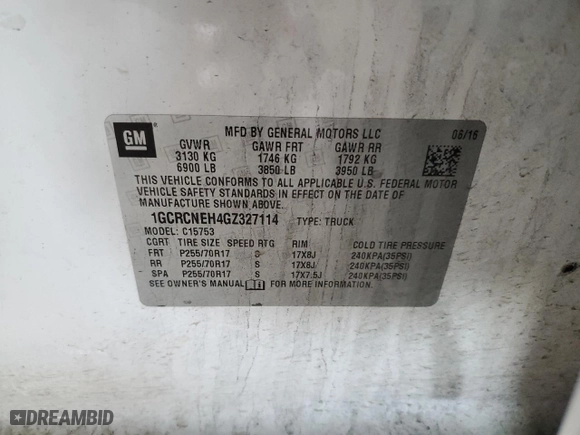 GM
MFD BY GENERAL MOTORS LLC 08/16
GVWR GAWR FRT GAWR RR
3130 KG 1746 KG 1792 KG
6900 LB 3850 LB 3950 LB
THIS VEHICLE CONFORMS TO ALL APPLICABLE U.S. FEDERAL MOTOR
VEHICLE SAFETY STANDARDS IN EFFECT ON THE DATE OF
MANUFACTURE SHOWN ABOVE.
1GCRCNEH4GZ327114 TYPE: TRUCK
MODEL: C15753
CGRT TIRE SIZE SPEED RTG RIM COLD TIRE PRESSURE
FRT P255/70R17 S 17X8J 240KPA(35PSI)
RR P255/70R17 S 17X8J 240KPA(35PSI)
SPA P255/70R17 S 17X7.5J 240KPA(35PSI)
SEE OWNER'S MANUAL FOR MORE INFORMATION.
DREAMBID